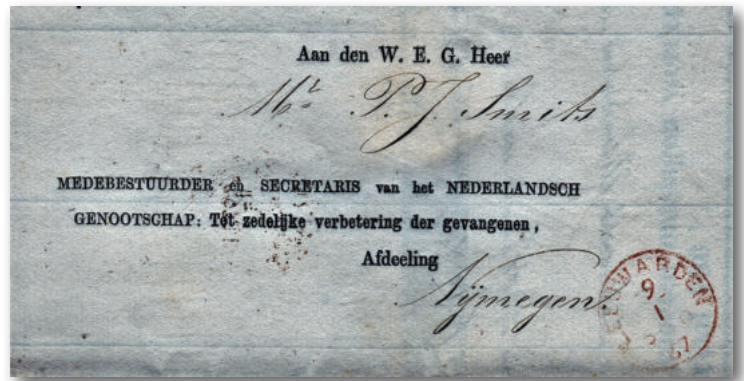 Aan den W. E. G. Heer
Mr. P. J. Smits
MEDEBESTUURDER en SECRETARIS van het NEDERLANDSCH
GENOOTSCHAP: Tot zedelijke verbetering der gevangenen,
Afdeeling
Nijmegen.
LEEUWARDEN
9
1